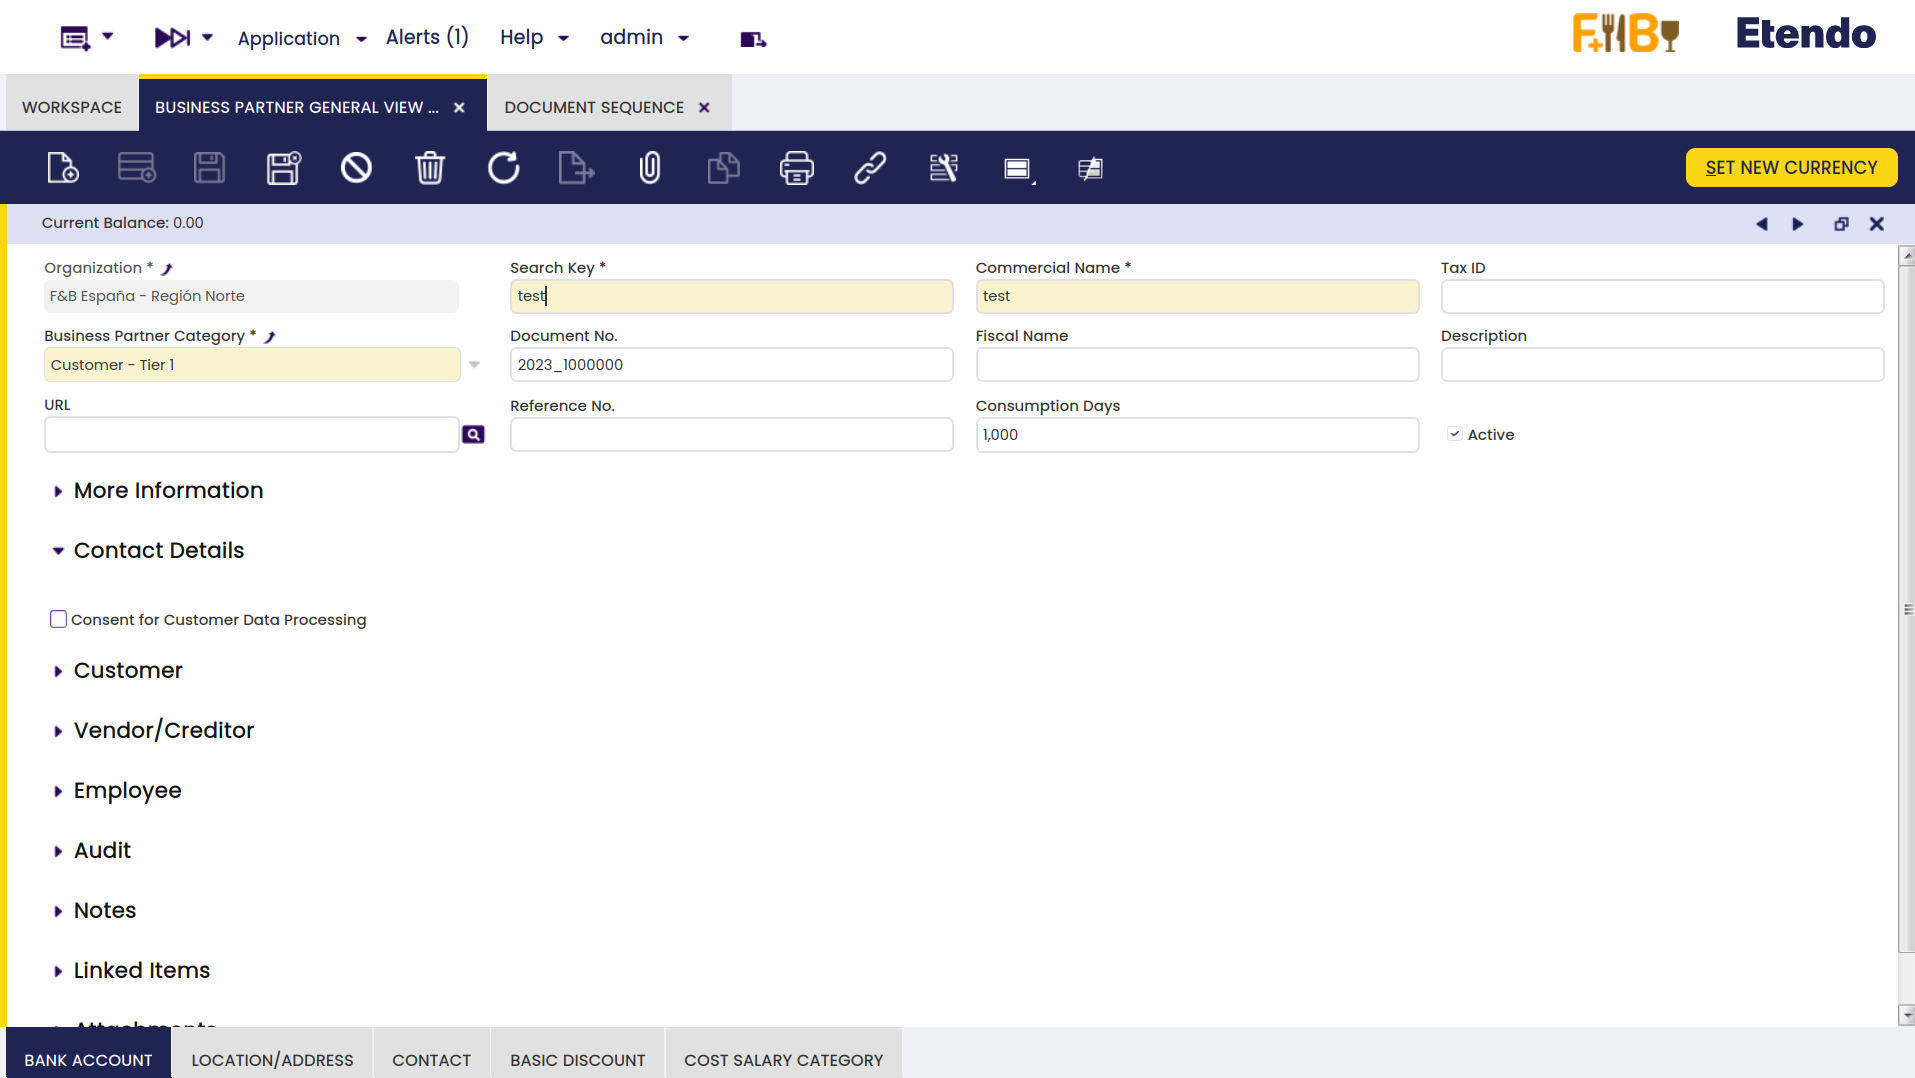 Application
Alerts (1)
Help
admin
F+B
Etendo
WORKSPACE
BUSINESS PARTNER GENERAL VIEW ...
DOCUMENT SEQUENCE
SET NEW CURRENCY
Current Balance: 0.00
Organization *
Search Key *
Commercial Name *
Tax ID
F&B España - Región Norte
test
test
Business Partner Category *
Document No.
Fiscal Name
Description
Customer - Tier 1
2023_1000000
URL
Reference No.
Consumption Days
1,000
Active
More Information
Contact Details
Consent for Customer Data Processing
Customer
Vendor/Creditor
Employee
Audit
Notes
Linked Items
Attachments
BANK ACCOUNT
LOCATION/ADDRESS
CONTACT
BASIC DISCOUNT
COST SALARY CATEGORY